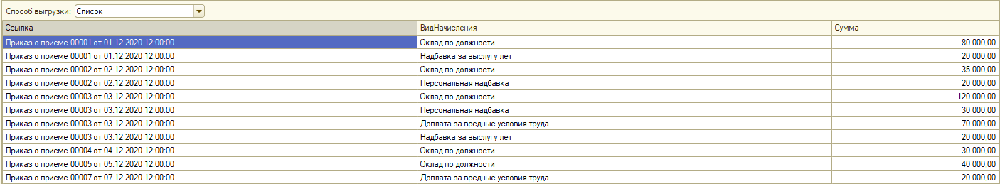 Способ выгрузки: Список
Ссылка ВидНачисления Сумма
Приказ о приеме 00001 от 01.12.2020 12:00:00 Оклад по должности 80 000,00
Приказ о приеме 00001 от 01.12.2020 12:00:00 Надбавка за выслугу лет 20 000,00
Приказ о приеме 00002 от 02.12.2020 12:00:00 Оклад по должности 35 000,00
Приказ о приеме 00002 от 02.12.2020 12:00:00 Персональная надбавка 20 000,00
Приказ о приеме 00003 от 03.12.2020 12:00:00 Оклад по должности 120 000,00
Приказ о приеме 00003 от 03.12.2020 12:00:00 Персональная надбавка 30 000,00
Приказ о приеме 00003 от 03.12.2020 12:00:00 Доплата за вредные условия труда 70 000,00
Приказ о приеме 00003 от 03.12.2020 12:00:00 Надбавка за выслугу лет 20 000,00
Приказ о приеме 00004 от 04.12.2020 12:00:00 Оклад по должности 30 000,00
Приказ о приеме 00005 от 05.12.2020 12:00:00 Оклад по должности 40 000,00
Приказ о приеме 00007 от 07.12.2020 12:00:00 Доплата за вредные условия труда 20 000,00